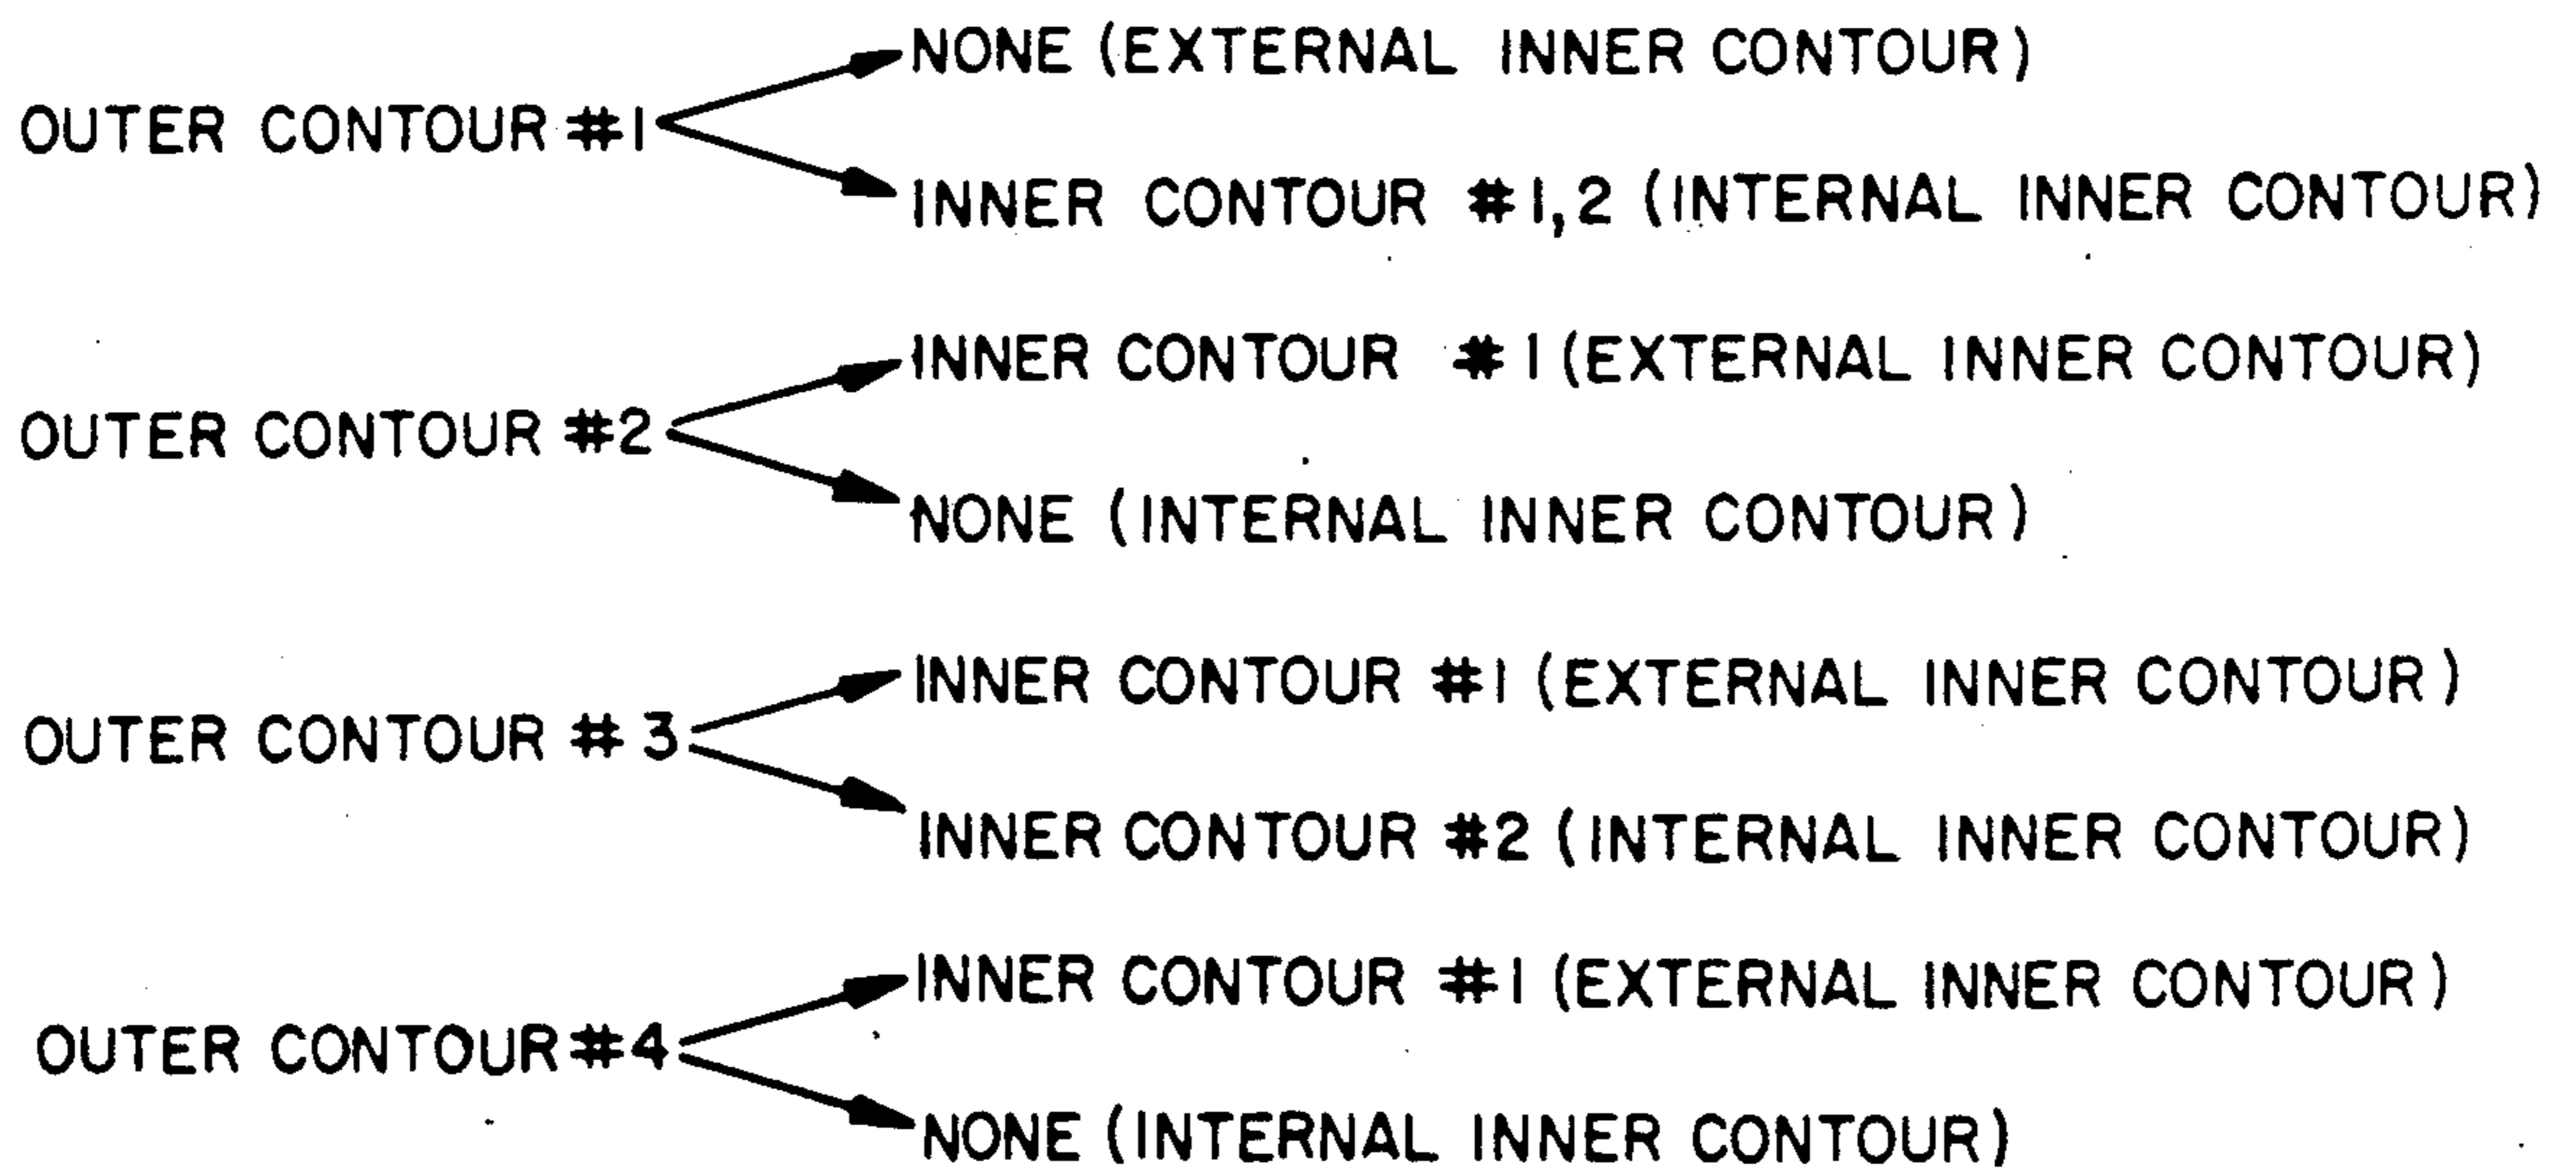 NONE (EXTERNAL INNER CONTOUR)
OUTER CONTOUR #1
INNER CONTOUR #1,2 (INTERNAL INNER CONTOUR)
INNER CONTOUR #1 (EXTERNAL INNER CONTOUR)
OUTER CONTOUR #2
NONE (INTERNAL INNER CONTOUR)
INNER CONTOUR #1 (EXTERNAL INNER CONTOUR)
OUTER CONTOUR #3
INNER CONTOUR #2 (INTERNAL INNER CONTOUR)
INNER CONTOUR #1 (EXTERNAL INNER CONTOUR)
OUTER CONTOUR #4
NONE (INTERNAL INNER CONTOUR)